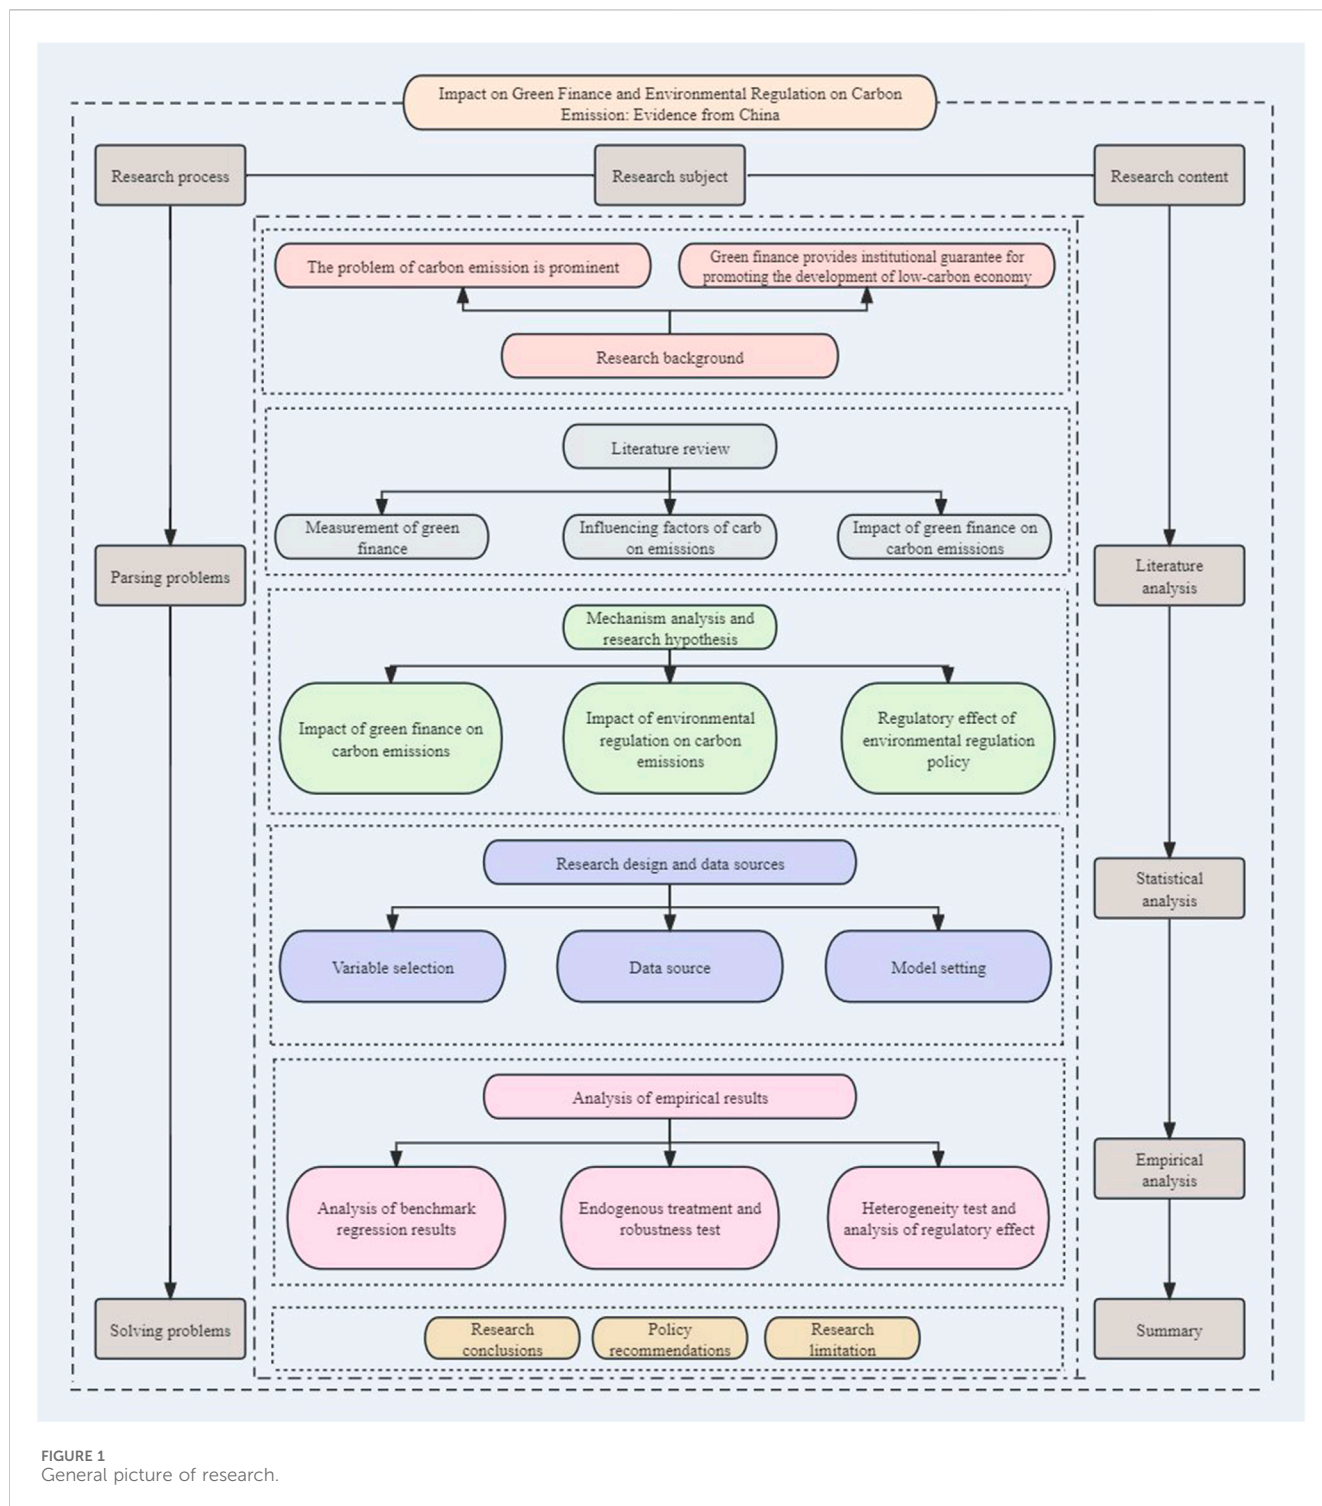 Impact on Green Finance and Environmental Regulation on Carbon
Emission: Evidence from China
Research process
Research subject
Research content
The problem of carbon emission is prominent
Green finance provides institutional guarantee for
promoting the development of low-carbon economy
Research background
Literature review
Measurement of green
finance
Influencing factors of carb
on emissions
Impact of green finance on
carbon emissions
Parsing problems
Literature
analysis
Mechanism analysis and
research hypothesis
Impact of green finance on
carbon emissions
Impact of environmental
regulation on carbon
emissions
Regulatory effect of
environmental regulation
policy
Research design and data sources
Statistical
analysis
Variable selection
Data source
Model setting
Analysis of empirical results
Empirical
analysis
Analysis of benchmark
regression results
Endogenous treatment and
robustness test
Heterogeneity test and
analysis of regulatory effect
Solving problems
Research
conclusions
Policy
recommendations
Research
limitation
Summary
FIGURE 1
General picture of research.